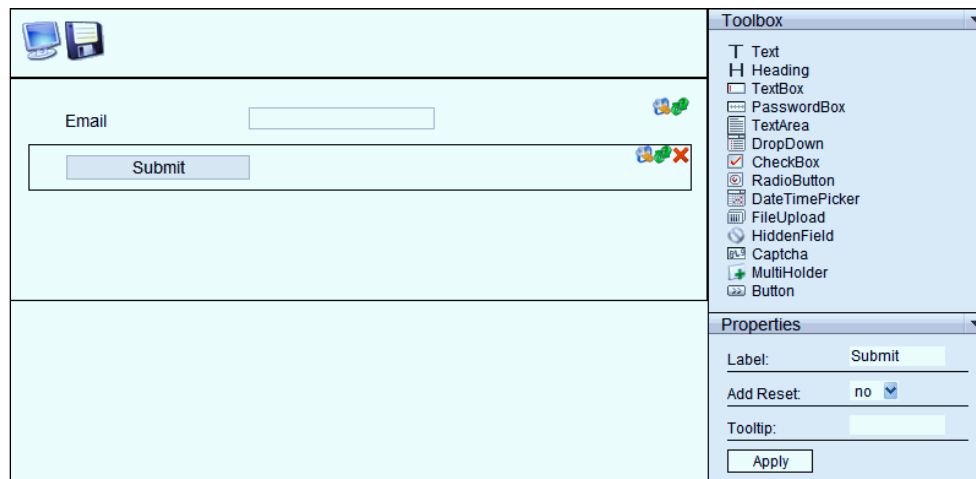 Email
Submit
Toolbox
Text
Heading
TextBox
PasswordBox
TextArea
DropDown
CheckBox
RadioButton
DateTimePicker
FileUpload
HiddenField
Captcha
MultiHolder
Button
Properties
Label: Submit
Add Reset: no
Tooltip:
Apply